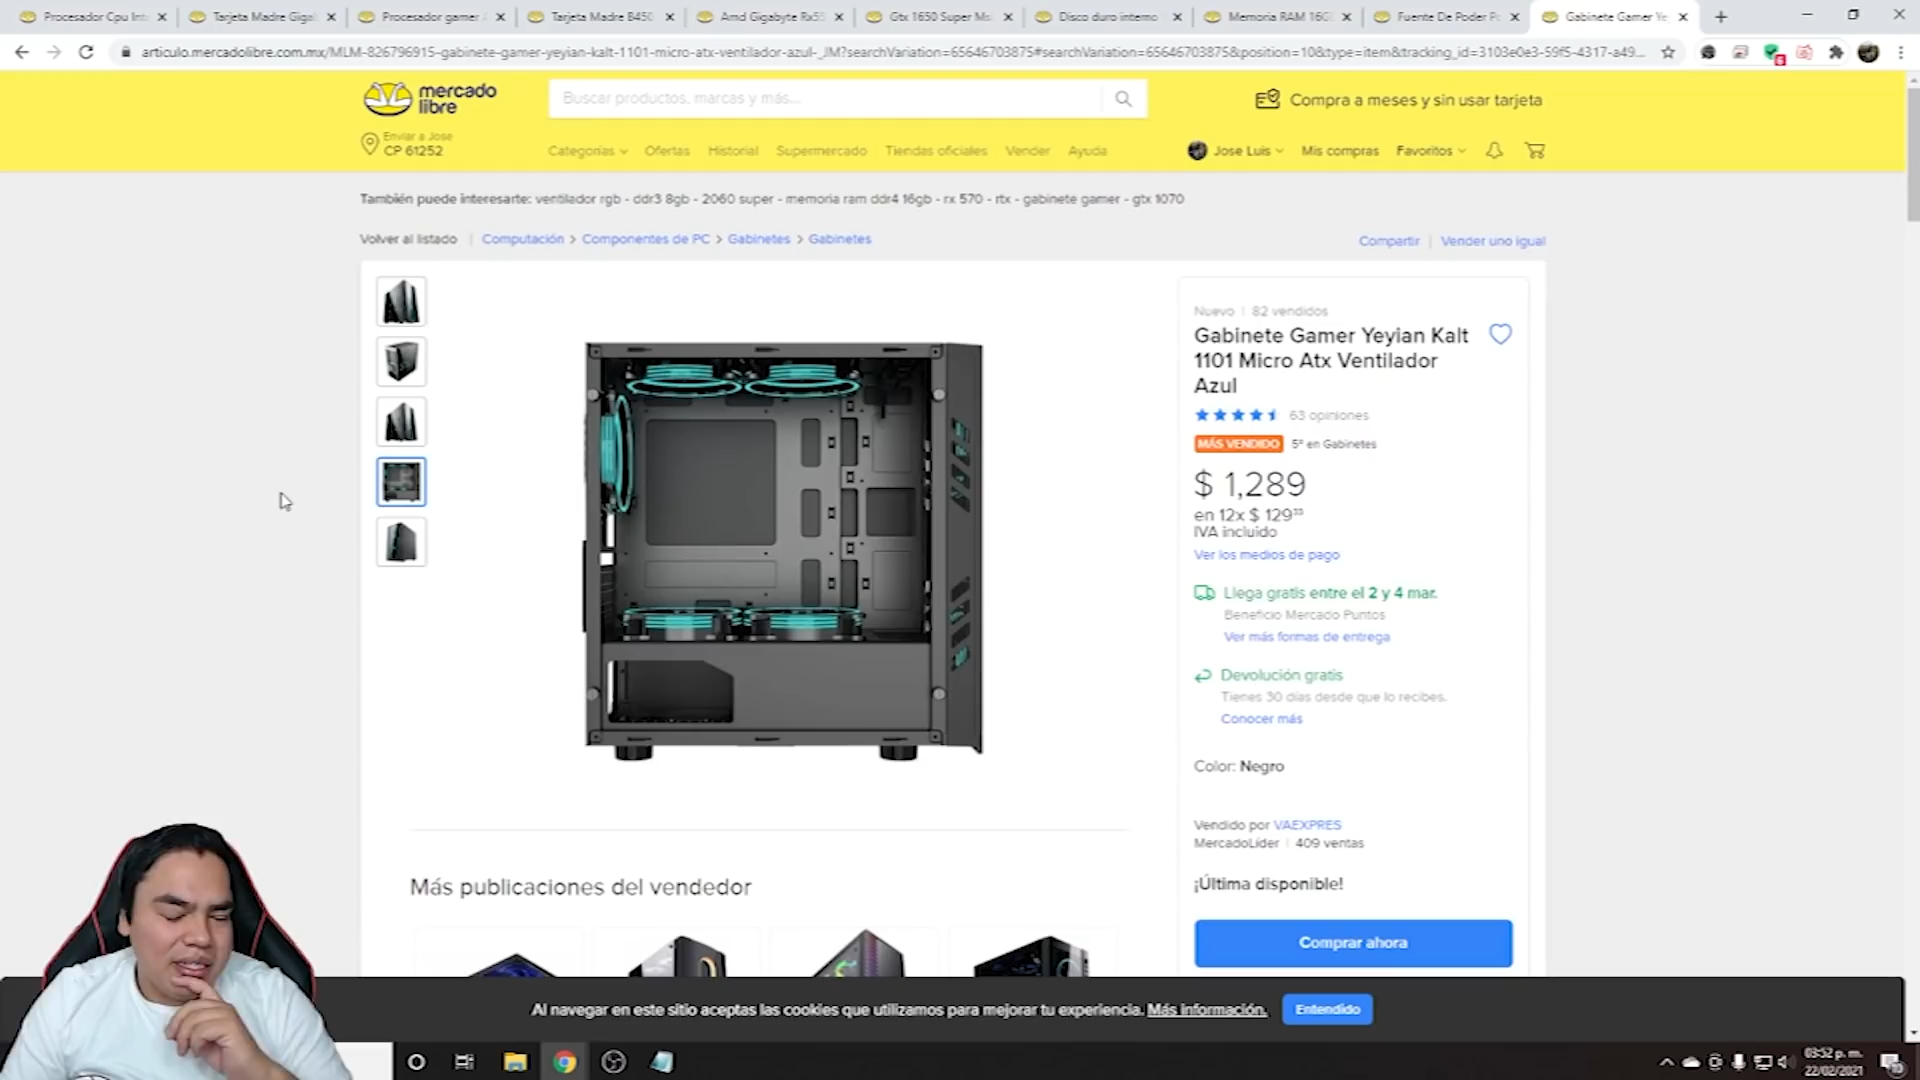 Procesador Cpu Int
Tarjeta Madre Gigal
Procesador gamer
Tarjeta Madre B450
Amd Gigabyte Rx55
Gtx 1650 Super Ms
Disco duro interno
Memoria RAM 16G
Fuente De Poder P
Gabinete Gamer Ye
articulo.mercadolibre.com.mx/MLM-826796915-gabinete-gamer-yeyian-kalt-1101-micro-atx-ventilador-azul-_JM?searchVariation=65646703875#searchVariation=65646703875&position=10&type=item&tracking_id=3103e0e3-59f5-4317-a49...
mercado
libre
Buscar productos, marcas y más...
Compra a meses y sin usar tarjeta
Enviar a Jose
CP 61252
Categorías
Ofertas
Historial
Supermercado
Tiendas oficiales
Vender
Ayuda
Jose Luis
Mis compras
Favoritos
También puede interesarte: ventilador rgb - ddr3 8gb - 2060 super - memoria ram ddr4 16gb - rx 570 - rtx - gabinete gamer - gtx 1070
Volver al listado | Computación > Componentes de PC > Gabinetes > Gabinetes
Compartir | Vender uno igual
Nuevo | 82 vendidos
Gabinete Gamer Yeyian Kalt
1101 Micro Atx Ventilador
Azul
63 opiniones
MÁS VENDIDO 5º en Gabinetes
$ 1,289
en 12x $ 129³³
IVA incluido
Ver los medios de pago
Llega gratis entre el 2 y 4 mar.
Beneficio Mercado Puntos
Ver más formas de entrega
Devolución gratis
Tienes 30 días desde que lo recibes.
Conocer más
Color: Negro
Vendido por VAEXPRES
MercadoLíder | 409 ventas
¡Última disponible!
Comprar ahora
Más publicaciones del vendedor
Al navegar en este sitio aceptas las cookies que utilizamos para mejorar tu experiencia. Más información.
Entendido
03:52 p. m.
22/02/2021